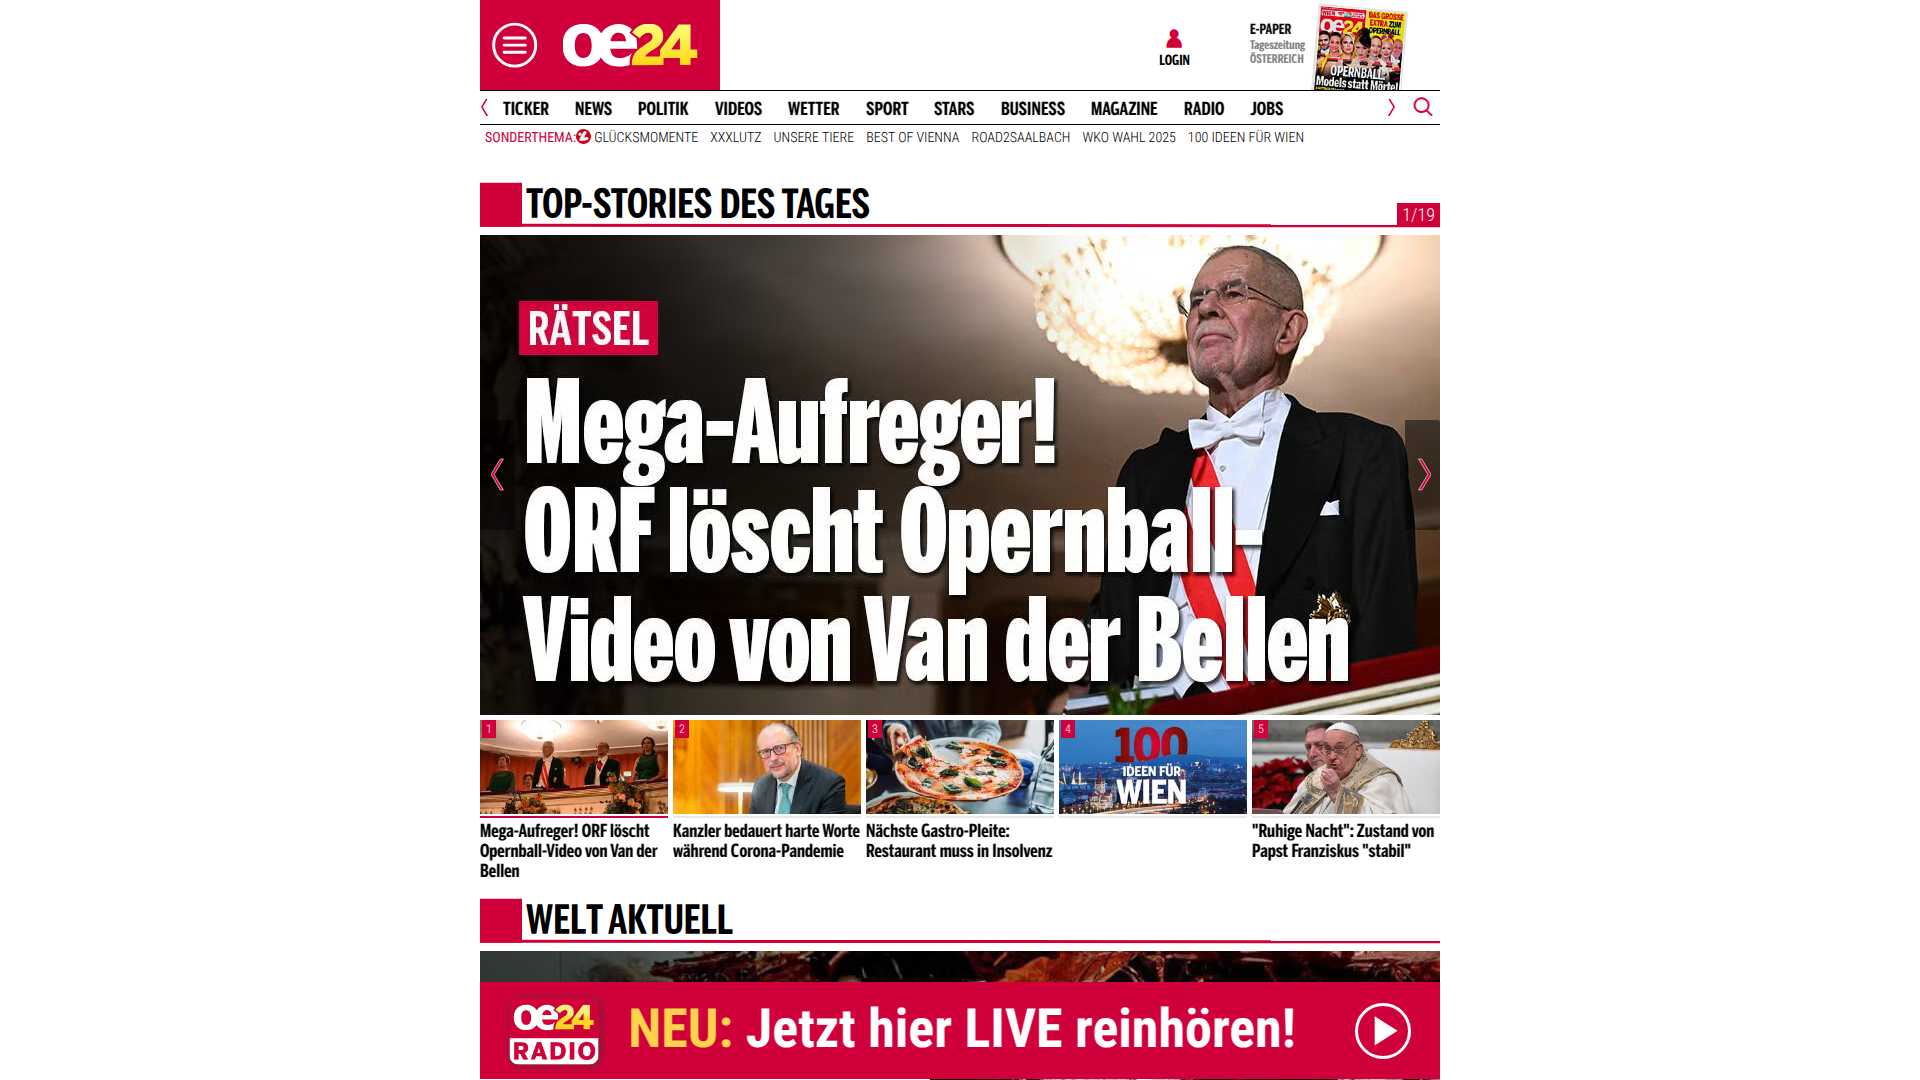 oe24
LOGIN
E-PAPER
Tageszeitung
ÖSTERREICH
DAS GROSSE
EXTRA ZUM
OPERNBALL
oe24
OPERNBALL:
Models statt Mörtel
TICKER NEWS POLITIK VIDEOS WETTER SPORT STARS BUSINESS MAGAZINE RADIO JOBS
SONDERTHEMA: GLÜCKSMOMENTE XXXLUTZ UNSERE TIERE BEST OF VIENNA ROAD2SAALBACH WKO WAHL 2025 100 IDEEN FÜR WIEN
TOP-STORIES DES TAGES
1/19
RÄTSEL
Mega-Aufreger!
ORF löscht Opernball-
Video von Van der Bellen
1
2
3
4
5
100
IDEEN FÜR
WIEN
Mega-Aufreger! ORF löscht
Opernball-Video von Van der
Bellen
Kanzler bedauert harte Worte
während Corona-Pandemie
Nächste Gastro-Pleite:
Restaurant muss in Insolvenz
"Ruhige Nacht": Zustand von
Papst Franziskus "stabil"
WELT AKTUELL
oe24
RADIO
NEU: Jetzt hier LIVE reinhören!